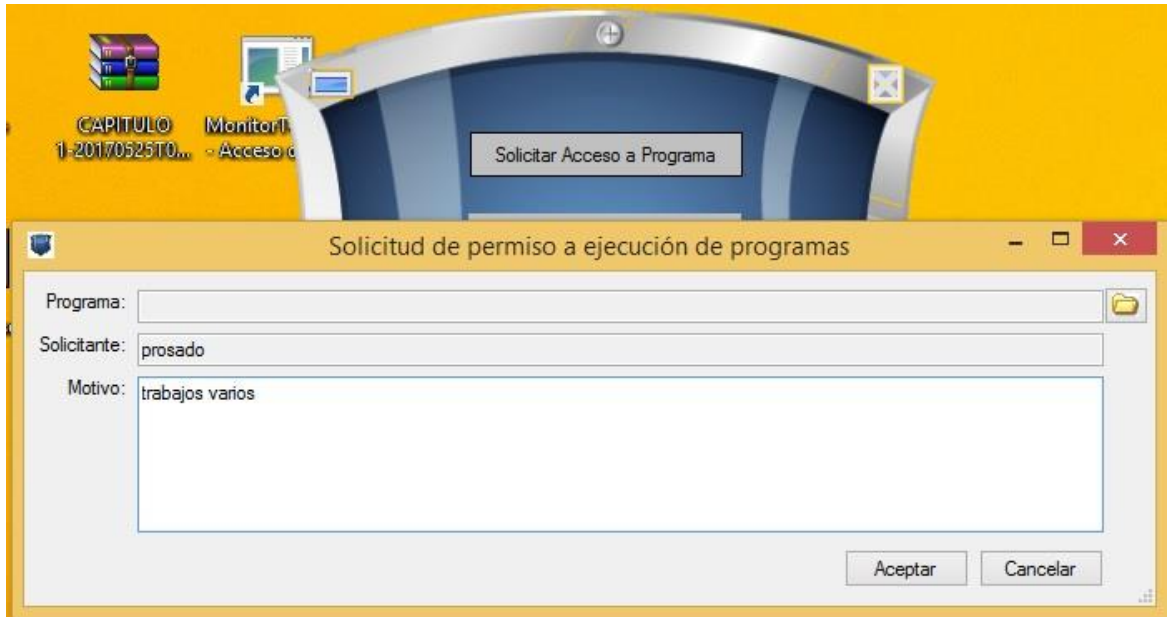 CAPITULO
1-20170525T0...
MonitorT
- Acceso
Solicitar Acceso a Programa
Solicitud de permiso a ejecución de programas
Programa:
Solicitante: prosado
Motivo: trabajos varios
Aceptar Cancelar